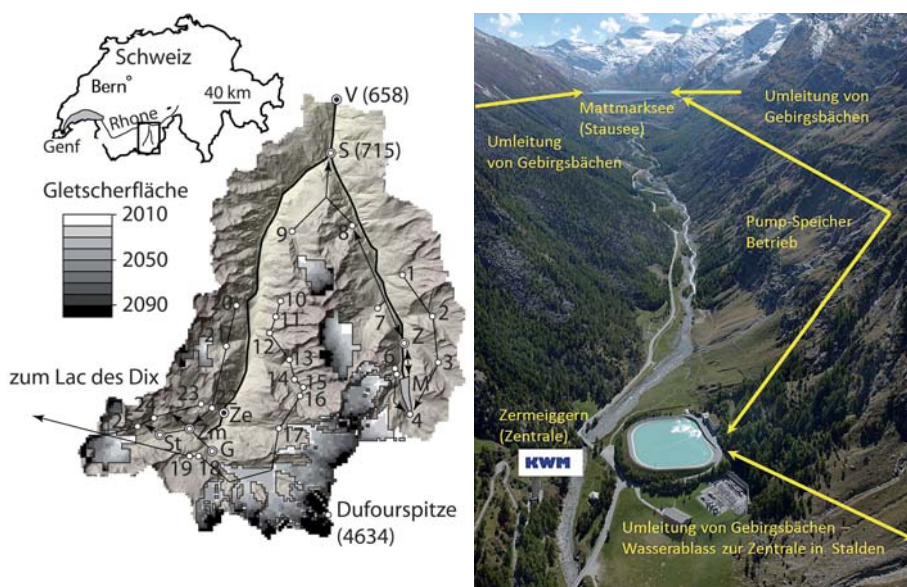 Schweiz
Bern
40 km
Rhone
Genf
V (658)
S (715)
Gletscherfläche
2010
2050
2090
9
8
1
10
11
2
7
12
Z
13
6
3
14
15
M
16
zum Lac des Dix
23
Ze
4
St
Zm
17
G
19
18
Dufourspitze
(4634)
Mattmarksee
(Stausee)
Umleitung von
Gebirgsbächen
Umleitung
von Gebirgsbächen
Pump-Speicher
Betrieb
Zermeiggern
(Zentrale)
KWM
Umleitung von Gebirgsbächen –
Wasserablass zur Zentrale in Stalden